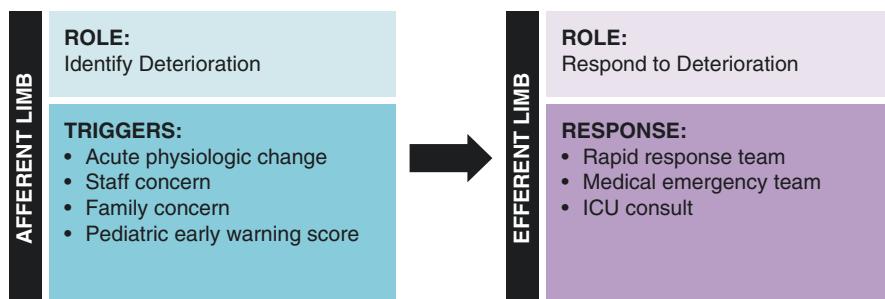 AFFERENT LIMB
ROLE:
Identify Deterioration
TRIGGERS:
• Acute physiologic change
• Staff concern
• Family concern
• Pediatric early warning score
EFFERENT LIMB
ROLE:
Respond to Deterioration
RESPONSE:
• Rapid response team
• Medical emergency team
• ICU consult